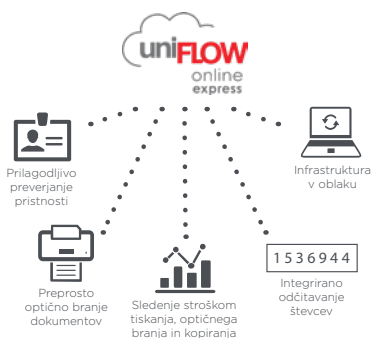 uniFLOW
online
express
Prilagodljivo
preverjanje
pristnosti
Infrastruktura
v oblaku
1536944
Preprosto
optično branje
dokumentov
Sledenje stroškom
tiskanja, optičnega
branja in kopiranja
Integrirano
odčitavanje
števcev